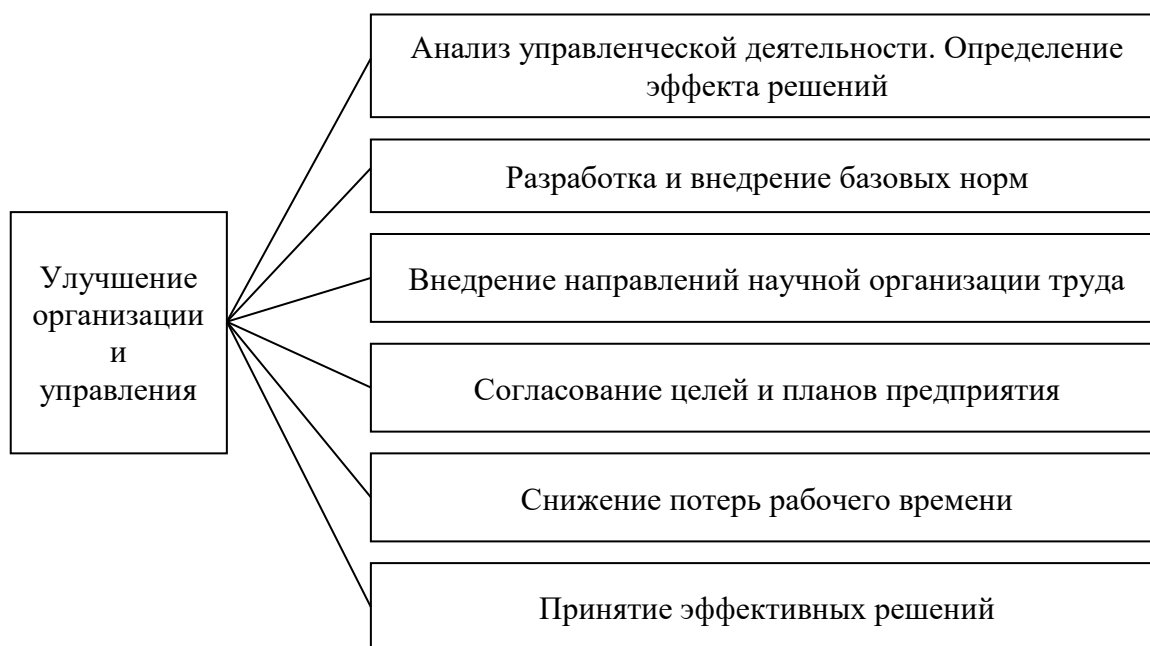 Улучшение
организации
и
управления
Анализ управленческой деятельности. Определение
эффекта решений
Разработка и внедрение базовых норм
Внедрение направлений научной организации труда
Согласование целей и планов предприятия
Снижение потерь рабочего времени
Принятие эффективных решений